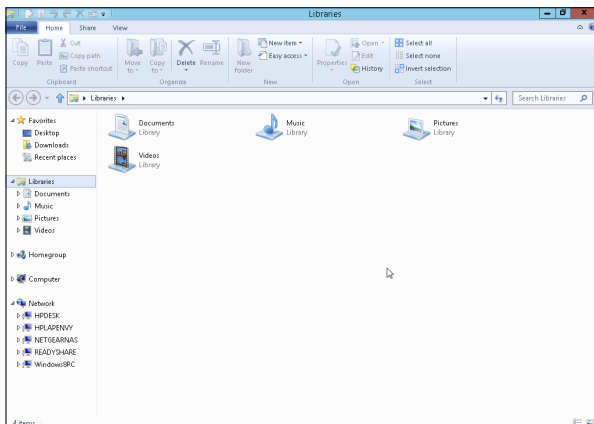 Libraries
File Home Share View
Copy Paste Cut
Copy path
Paste shortcut
Move to Copy to Delete Rename
New folder
New item
Easy access
Properties
Open
Edit
History
Select all
Select none
Invert selection
Clipboard Organize New Open Select
Libraries
Search Libraries
Favorites
Desktop
Downloads
Recent places
Libraries
Documents
Music
Pictures
Videos
Homegroup
Computer
Network
HPDESK
HPLAPENVY
NETGEARNAS
READYSHARE
Windows8PC
Documents
Library
Music
Library
Pictures
Library
Videos
Library
4 items